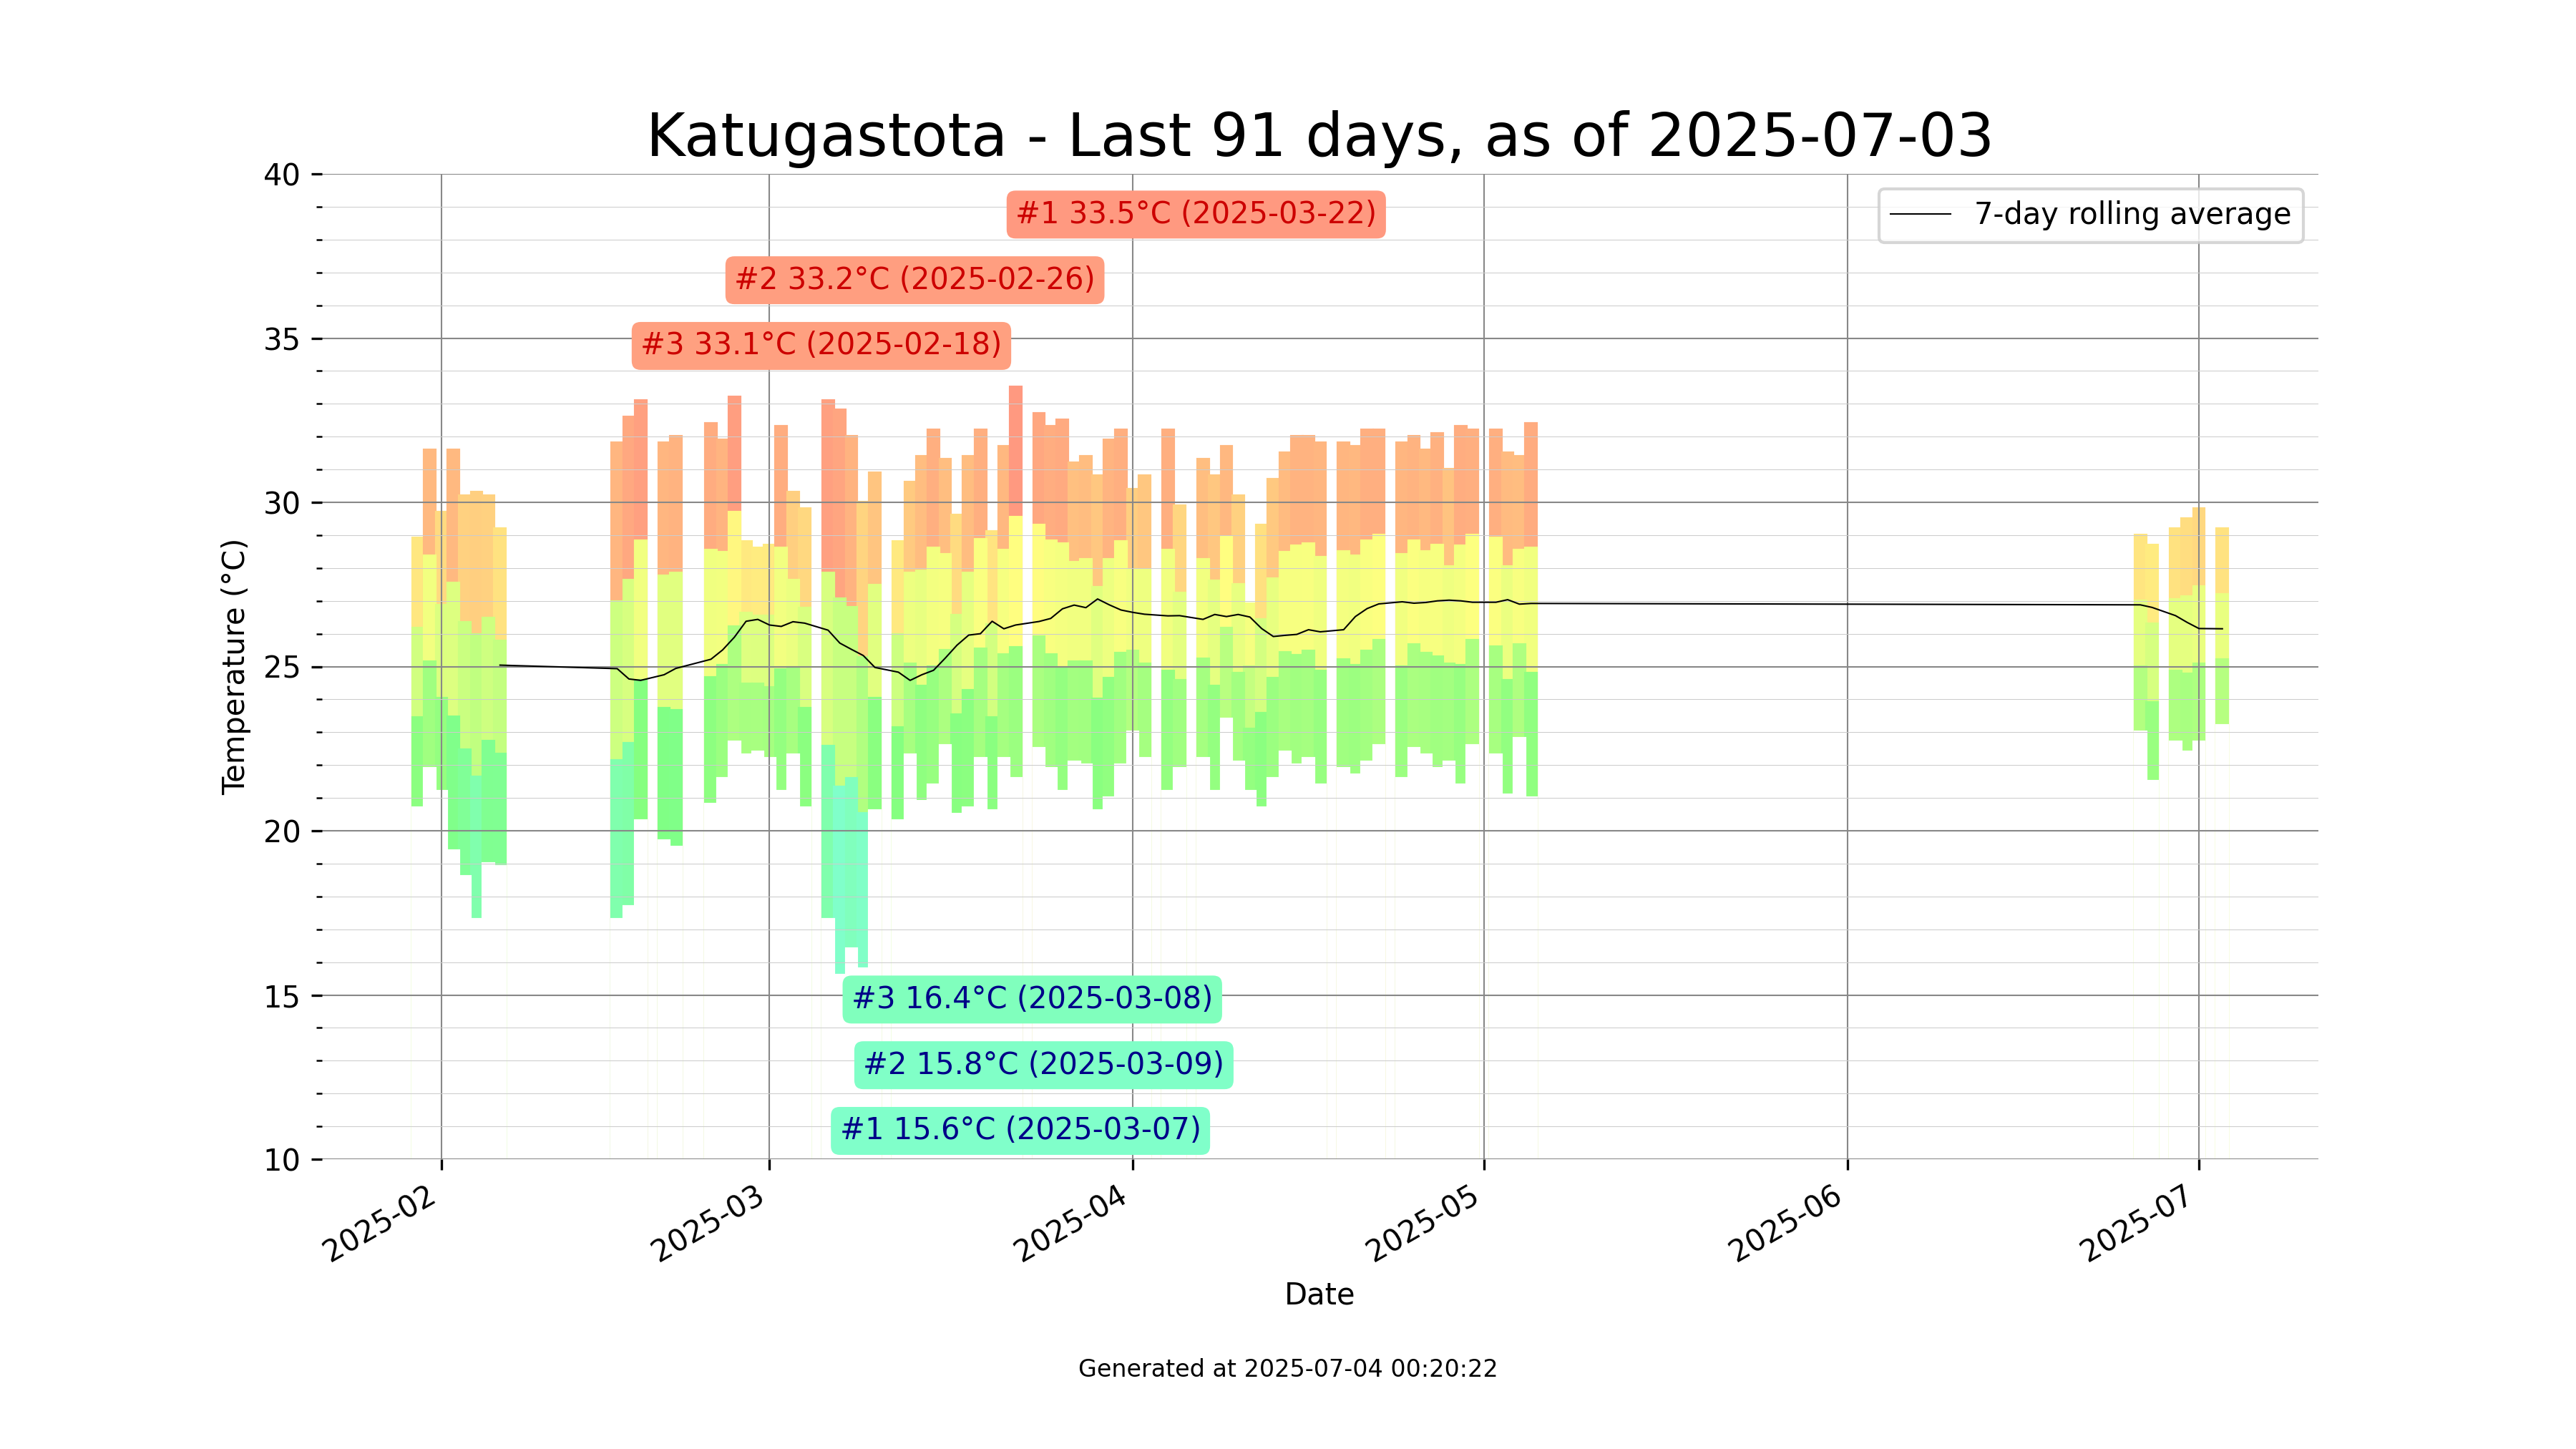 Katugastota - Last 91 days, as of 2025-07-03
40
35
30
25
20
15
10
Temperature (°C)
7-day rolling average
#1 33.5°C (2025-03-22)
#2 33.2°C (2025-02-26)
#3 33.1°C (2025-02-18)
#3 16.4°C (2025-03-08)
#2 15.8°C (2025-03-09)
#1 15.6°C (2025-03-07)
2025-02
2025-03
2025-04
2025-05
2025-06
2025-07
Date
Generated at 2025-07-04 00:20:22